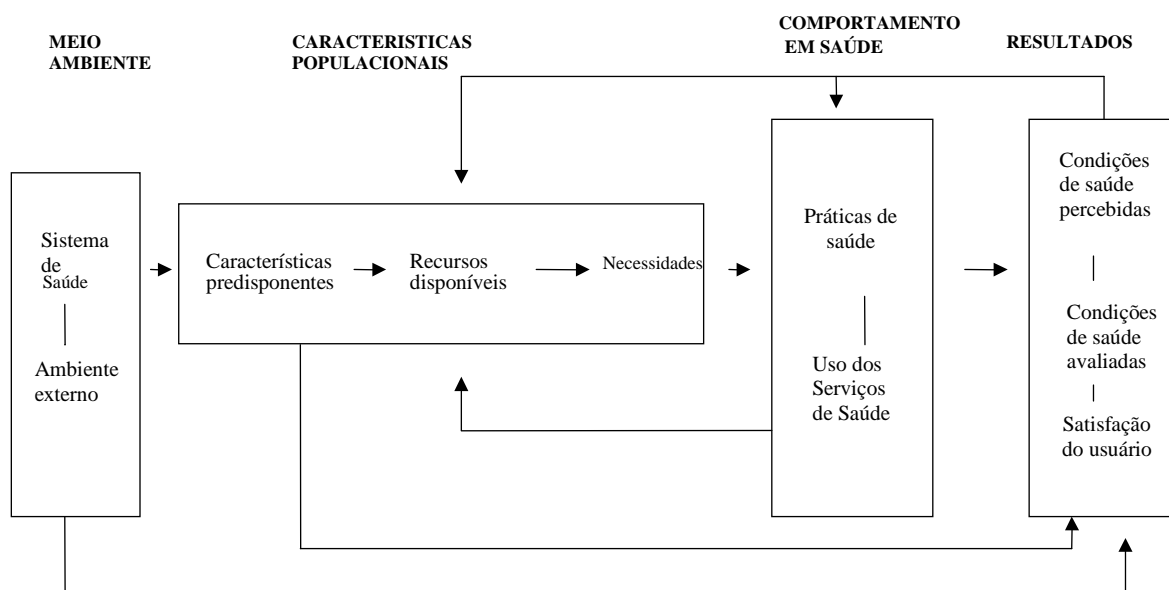 MEIO
AMBIENTE
CARACTERISTICAS
POPULACIONAIS
COMPORTAMENTO
EM SAÚDE
RESULTADOS
Sistema
de
Saúde
Ambiente
externo
Características
predisponentes
Recursos
disponíveis
Necessidades
Práticas de
saúde
Uso dos
Serviços
de Saúde
Condições
de saúde
percebidas
Condições
de saúde
avaliadas
Satisfação
do usuário